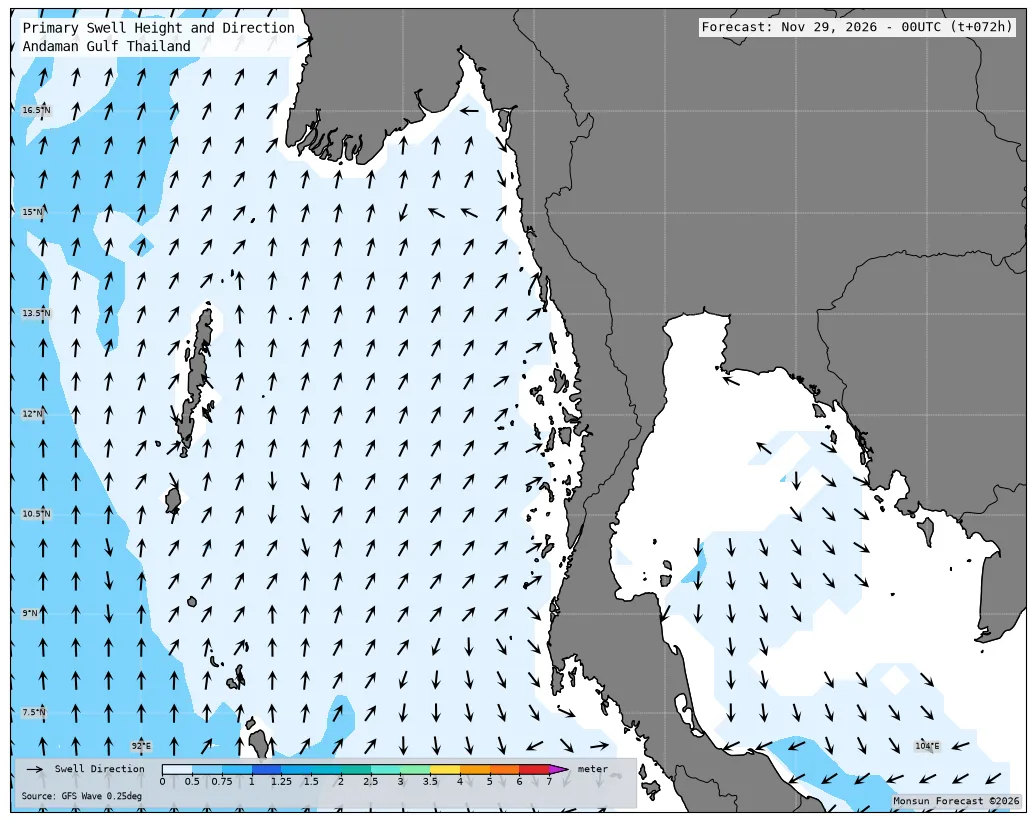 Primary Swell Height and Direction
Andaman Gulf Thailand
Forecast: Nov 29, 2026 - 00UTC (t+072h)
16.5°N
15°N
13.5°N
12°N
10.5°N
9°N
7.5°N
92°E
104°E
Swell Direction
0 0.5 0.75 1 1.25 1.5 2 2.5 3 3.5 4 5 6 7
meter
Source: GFS Wave 0.25deg
Monsun Forecast ©2026